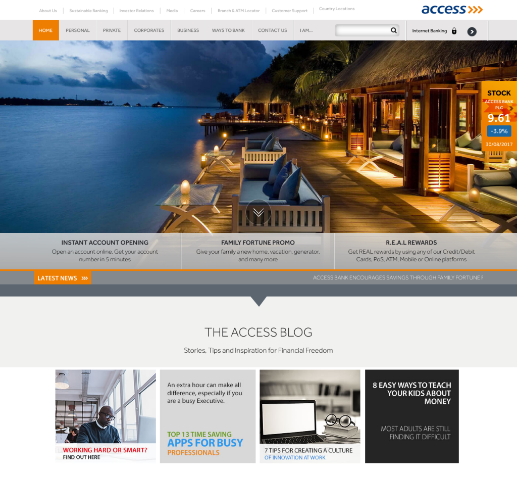 About Us
Sustainable Banking
Investor Relations
Media
Careers
Branch & ATM Locator
Customer Support
Country Locations
access>>>
HOME
PERSONAL
PRIVATE
CORPORATES
BUSINESS
WAYS TO BANK
CONTACT US
I AM...
Internet Banking
STOCK
ACCESS BANK
PLC
9.61
-3.9%
INSTANT ACCOUNT OPENING
Open an account online. Get your account
number in 5 minutes.
FAMILY FORTUNE PROMO
Give your family a new home, vacation, generator,
and many more
R.E.A.L REWARDS
Get REAL rewards by using any of our Credit/Debit
Cards, PoS, ATM, Mobile or Online platforms.
LATEST NEWS >>>
ACCESS BANK ENCOURAGES SAVINGS THROUGH FAMILY FORTUNE P
THE ACCESS BLOG
Stories, Tips and Inspiration for Financial Freedom
WORKING HARD OR SMART?
FIND OUT HERE
An extra hour can make all
difference, especially if you
are a busy Executive.
TOP 13 TIME SAVING
APPS FOR BUSY
PROFESSIONALS
7 TIPS FOR CREATING A CULTURE
OF INNOVATION AT WORK
8 EASY WAYS TO TEACH
YOUR KIDS ABOUT
MONEY
MOST ADULTS ARE STILL
FINDING IT DIFFICULT